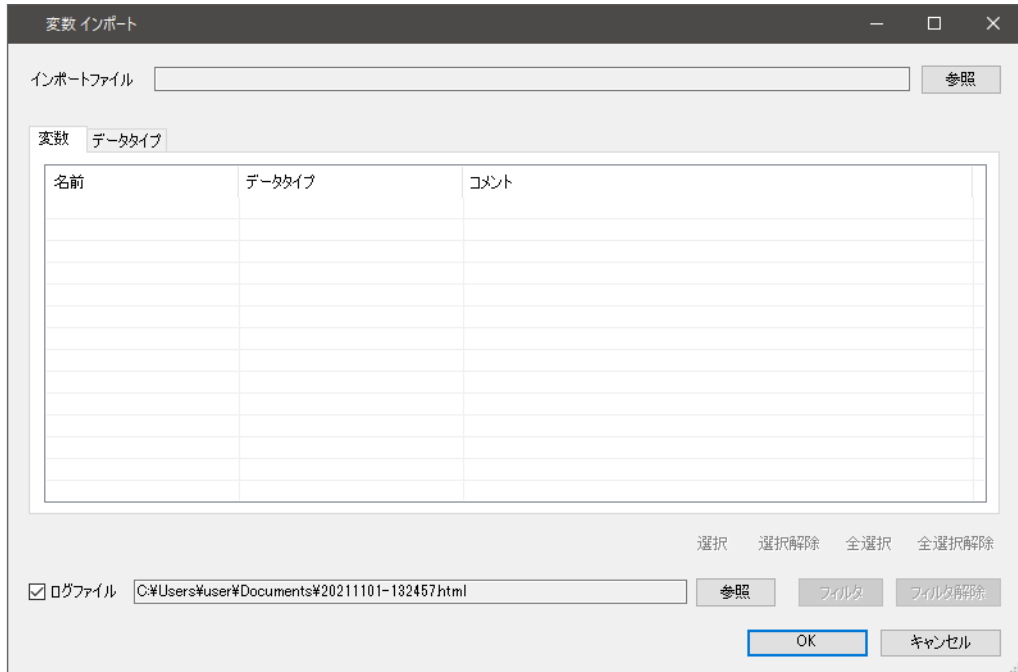 変数 インポート
インポートファイル 参照
変数 データタイプ
名前 データタイプ コメント
選択 選択解除 全選択 全選択解除
ログファイル C:¥Users¥user¥Documents¥20211101-132457.html 参照 フィルタ フィルタ解除
OK キャンセル